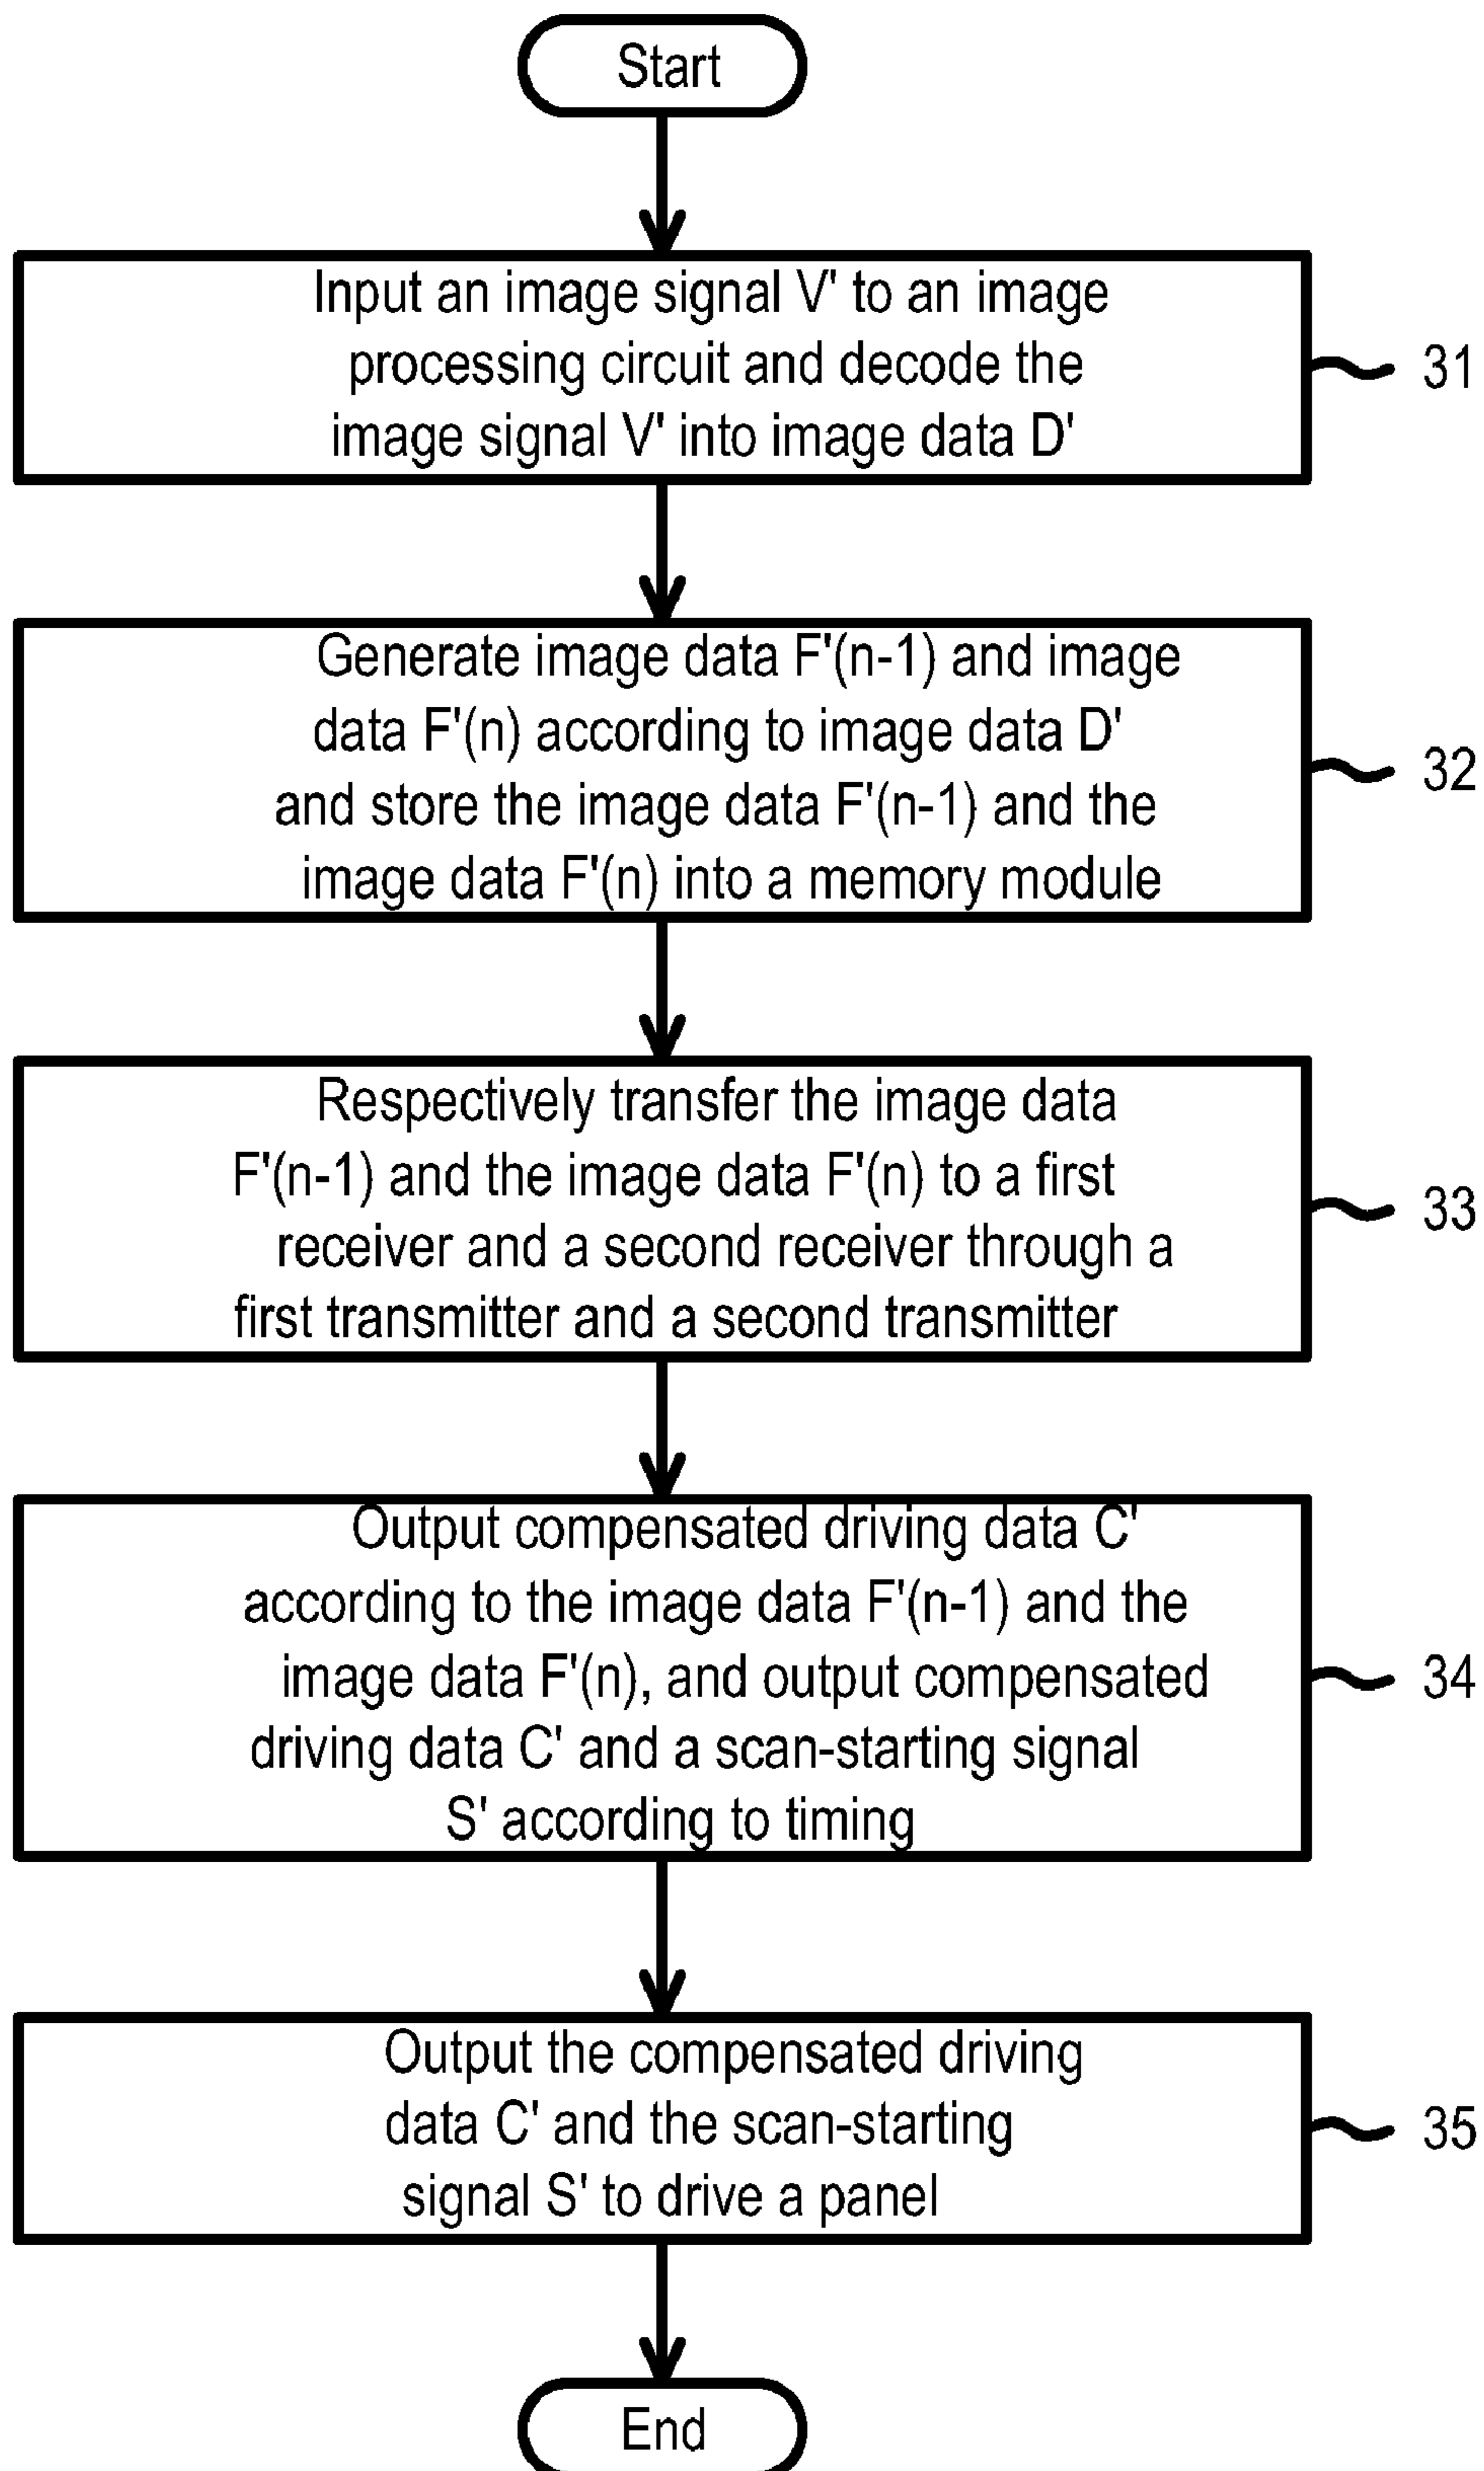 Start
Input an image signal V' to an image
processing circuit and decode the
image signal V' into image data D'
31
Generate image data F'(n-1) and image
data F'(n) according to image data D'
and store the image data F'(n-1) and the
image data F'(n) into a memory module
32
Respectively transfer the image data
F'(n-1) and the image data F'(n) to a first
receiver and a second receiver through a
first transmitter and a second transmitter
33
Output compensated driving data C'
according to the image data F'(n-1) and the
image data F'(n), and output compensated
driving data C' and a scan-starting signal
S' according to timing
34
Output the compensated driving
data C' and the scan-starting
signal S' to drive a panel
35
End